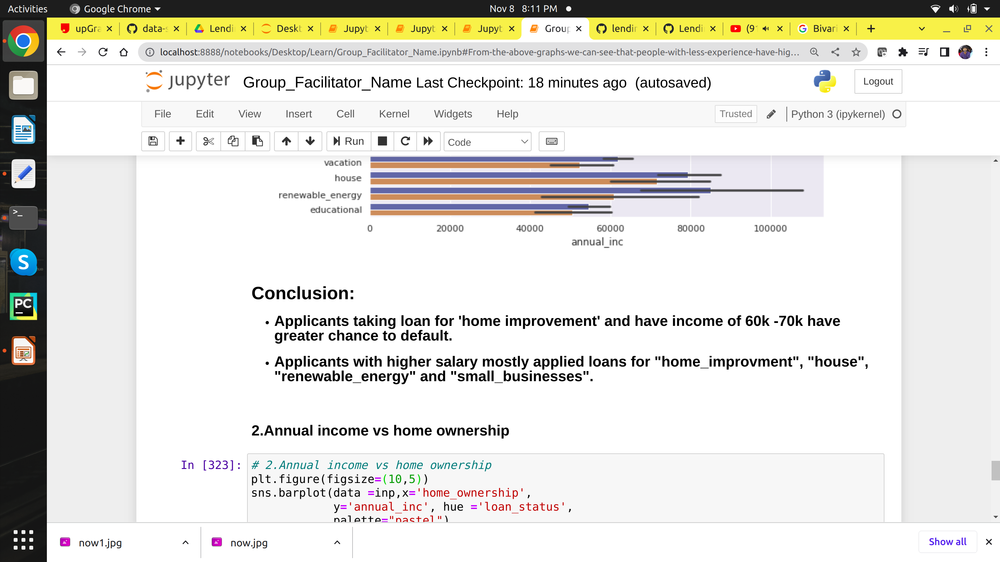 Activities
Google Chrome
Nov 8 8:11 PM
upGra
data-s
Lendi
Deskt
Jupyt
Jupyt
Jupyt
Group
lendin
Lendi
(91
Bivari
localhost:8888/notebooks/Desktop/Learn/Group_Facilitator_Name.ipynb#From-the-above-graphs-we-can-see-that-people-with-less-experience-have-hig...
jupyter
Group_Facilitator_Name Last Checkpoint: 18 minutes ago (autosaved)
Logout
File Edit View Insert Cell Kernel Widgets Help
Trusted
Python 3 (ipykernel)
Run
Code
vacation
house
renewable_energy
educational
0 20000 40000 60000 80000 100000
annual_inc
Conclusion:
• Applicants taking loan for 'home improvement' and have income of 60k -70k have
greater chance to default.
• Applicants with higher salary mostly applied loans for "home_improvment", "house",
"renewable_energy" and "small_businesses".
2.Annual income vs home ownership
In [323]:
# 2.Annual income vs home ownership
plt.figure(figsize=(10,5))
sns.barplot(data =inp,x='home_ownership',
y='annual_inc', hue ='loan_status',
palette="pastel")
S
PC
>_
now1.jpg
now.jpg
Show all